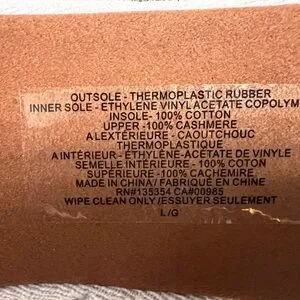 OUTSOLE - THERMOPLASTIC RUBBER
INNER SOLE - ETHYLENE VINYL ACETATE COPOLYM
INSOLE- 100% COTTON
UPPER -100% CASHMERE
A LEXTÉRIEURE - CAOUTCHOUC
THERMOPLASTIQUE
A INTÉRIEUR - ÉTHYLÈNE-ACÉTATE DE
SEMELLE INTÉRIEURE - 100% COTON
SUPÉRIEURE -100% CACHEMIRE
MADE IN CHINA/ FABRIQUÉ EN CHINE
RN#135354 CA#00985
WIPE CLEAN ONLY /ESSUYER SEULEMENT
L /G